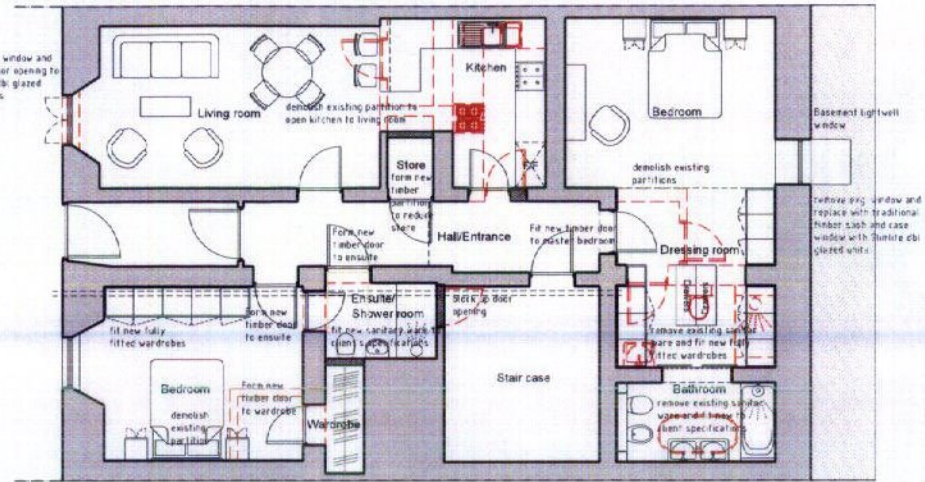 window and
or opening to
dbl glazed
Living room
demolish existing partition to
open kitchen to living room
Kitchen
Store
form new
timber
partition
to reduce
store
Bedroom
demolish existing
partitions
Basement lightwell
window
remove exg. window and
replace with traditional
timber sash and case
window with Slimlite dbl
glazed units
Form new
timber door
to ensuite
Hall/Entrance
Fit new timber door
to master bedroom
Dressing room
remove existing sanitary
ware and fit new fully
fitted wardrobes
fit new fully
fitted wardrobes
Form new
timber door
to ensuite
Ensuite/
Shower room
fit new sanitary ware to
client's specifications
block up door
opening
Stair case
Bedroom
demolish
existing
partition
Form new
timber door
to wardrobe
Wardrobe
Bathroom
remove existing sanitary
ware and fit new to
client specifications